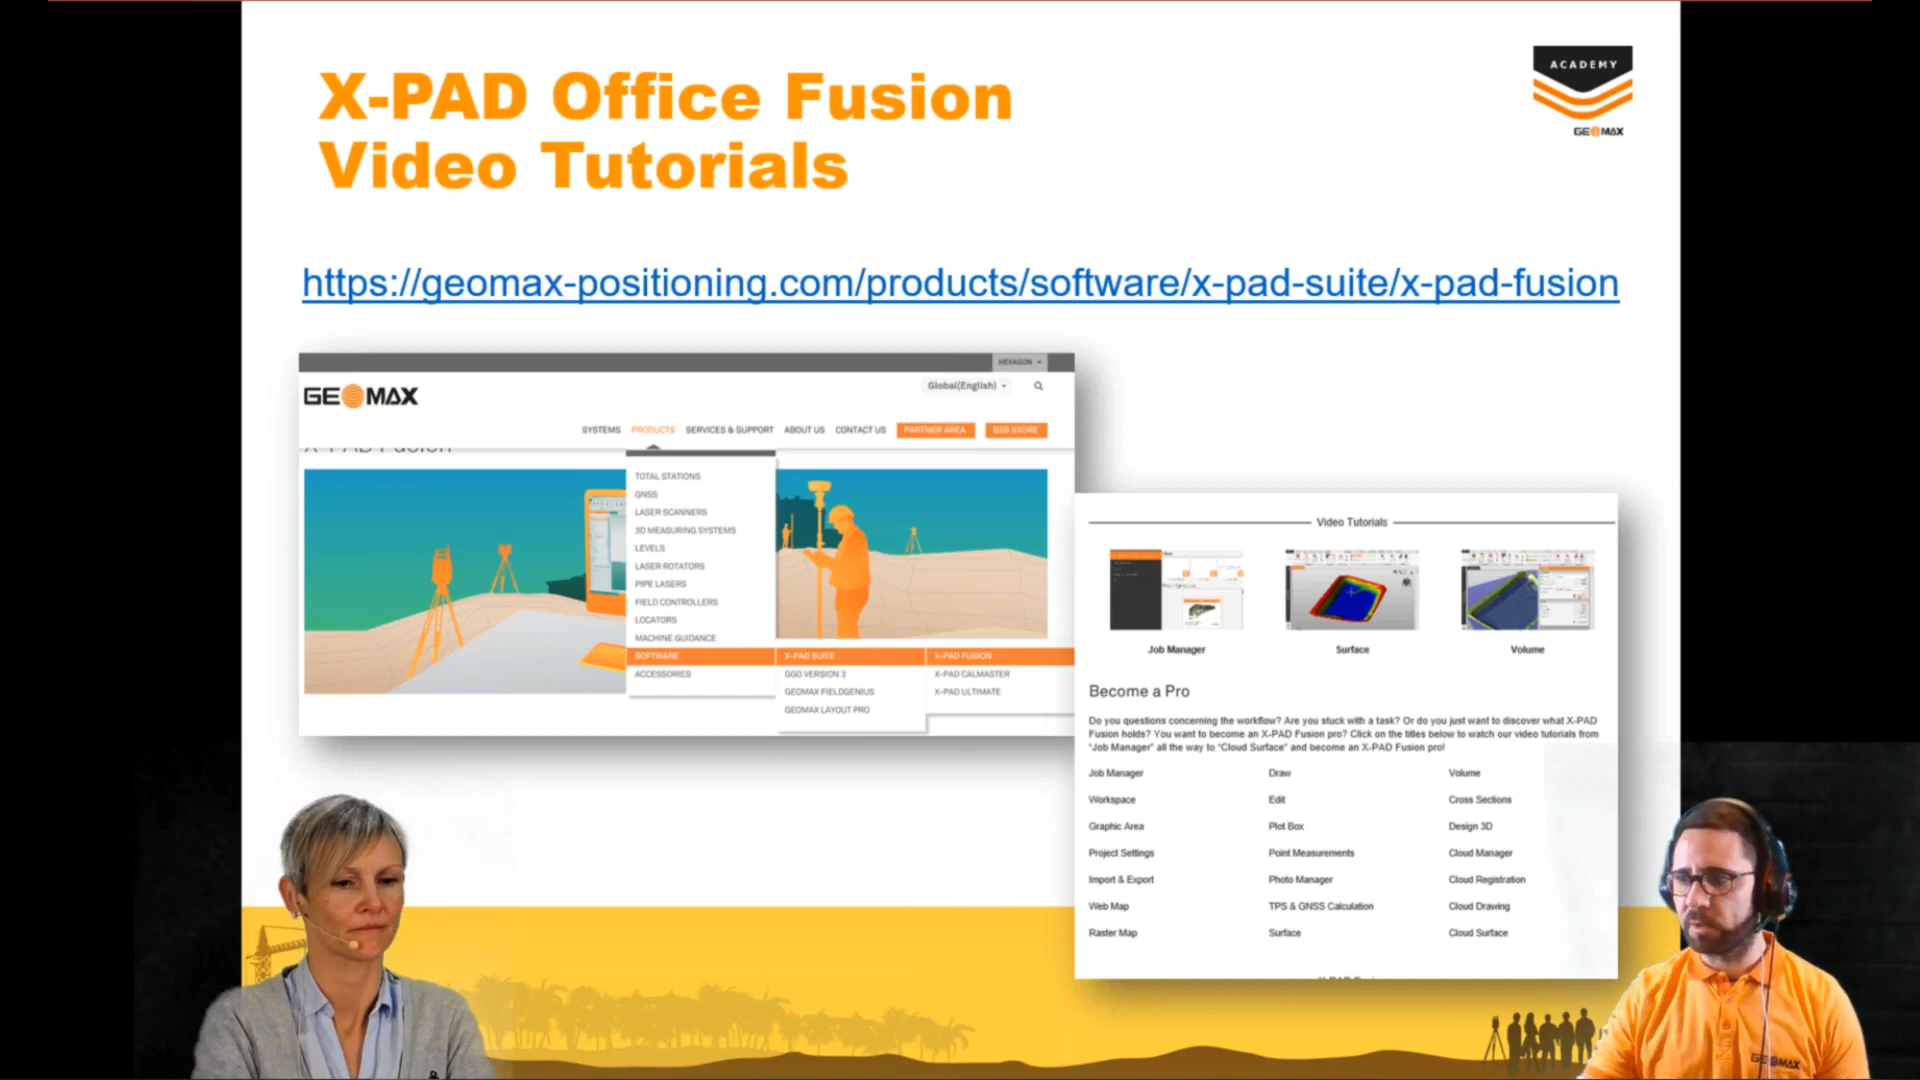 X-PAD Office Fusion
Video Tutorials
ACADEMY
GEOMAX
https://geomax-positioning.com/products/software/x-pad-suite/x-pad-fusion
HEXAGON
Global(English)
GEOMAX
SYSTEMS PRODUCTS SERVICES & SUPPORT ABOUT US CONTACT US PARTNER AREA B2B STORE
X-PAD Fusion
TOTAL STATIONS
GNSS
LASER SCANNERS
3D MEASURING SYSTEMS
LEVELS
LASER ROTATORS
PIPE LASERS
FIELD CONTROLLERS
LOCATORS
MACHINE GUIDANCE
SOFTWARE X-PAD SUITE X-PAD FUSION
ACCESSORIES GGO VERSION 3 X-PAD CALMASTER
GEOMAX FIELDGENIUS X-PAD ULTIMATE
GEOMAX LAYOUT PRO
Video Tutorials
Job Manager Surface Volume
Become a Pro
Do you questions concerning the workflow? Are you stuck with a task? Or do you just want to discover what X-PAD
Fusion holds? You want to become an X-PAD Fusion pro? Click on the titles below to watch our video tutorials from
"Job Manager" all the way to "Cloud Surface" and become an X-PAD Fusion pro!
Job Manager Draw Volume
Workspace Edit Cross Sections
Graphic Area Plot Box Design 3D
Project Settings Point Measurements Cloud Manager
Import & Export Photo Manager Cloud Registration
Web Map TPS & GNSS Calculation Cloud Drawing
Raster Map Surface Cloud Surface
GEOMAX